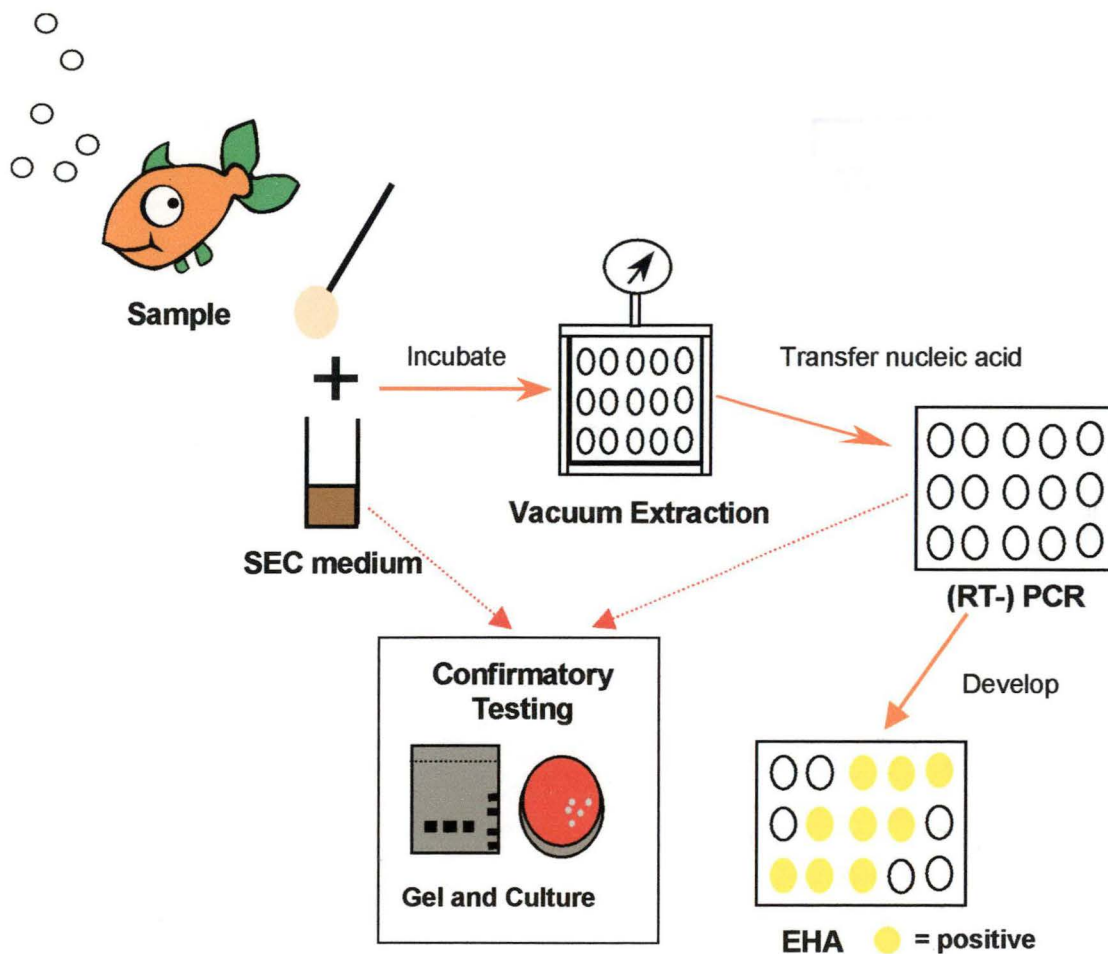 Sample
Incubate
Transfer nucleic acid
Vacuum Extraction
SEC medium
(RT-) PCR
Confirmatory
Testing
Develop
Gel and Culture
EHA
= positive